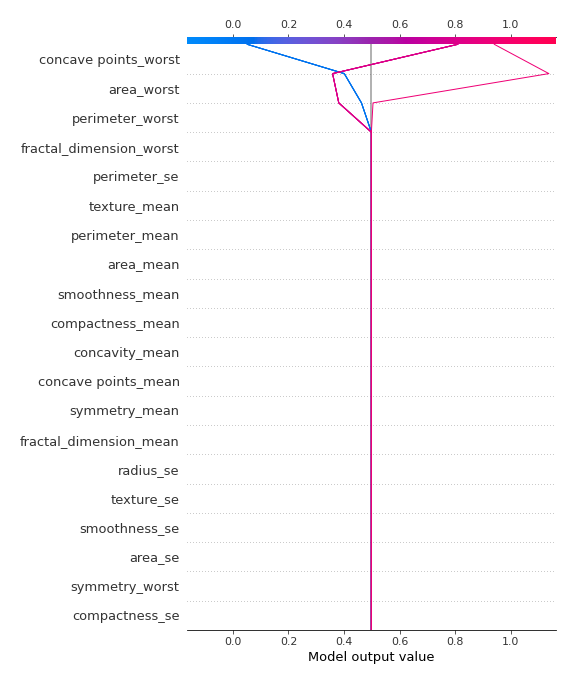 0.0 0.2 0.4 0.6 0.8 1.0
concave points_worst
area_worst
perimeter_worst
fractal_dimension_worst
perimeter_se
texture_mean
perimeter_mean
area_mean
smoothness_mean
compactness_mean
concavity_mean
concave points_mean
symmetry_mean
fractal_dimension_mean
radius_se
texture_se
smoothness_se
area_se
symmetry_worst
compactness_se
0.0 0.2 0.4 0.6 0.8 1.0
Model output value